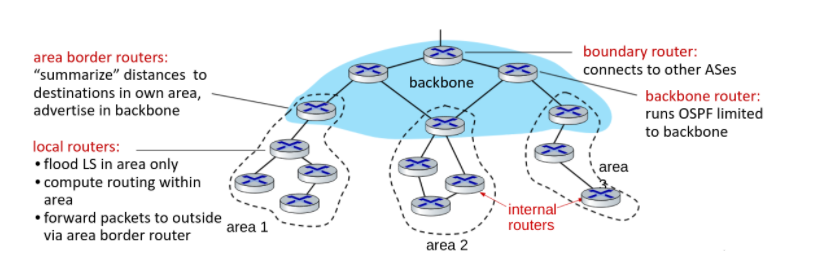 area border routers:
“summarize” distances to
destinations in own area,
advertise in backbone
local routers:
• flood LS in area only
• compute routing within
area
• forward packets to outside
via area border router
area 1
backbone
area 2
boundary router:
connects to other ASes
backbone router:
runs OSPF limited
to backbone
area
3
internal
routers